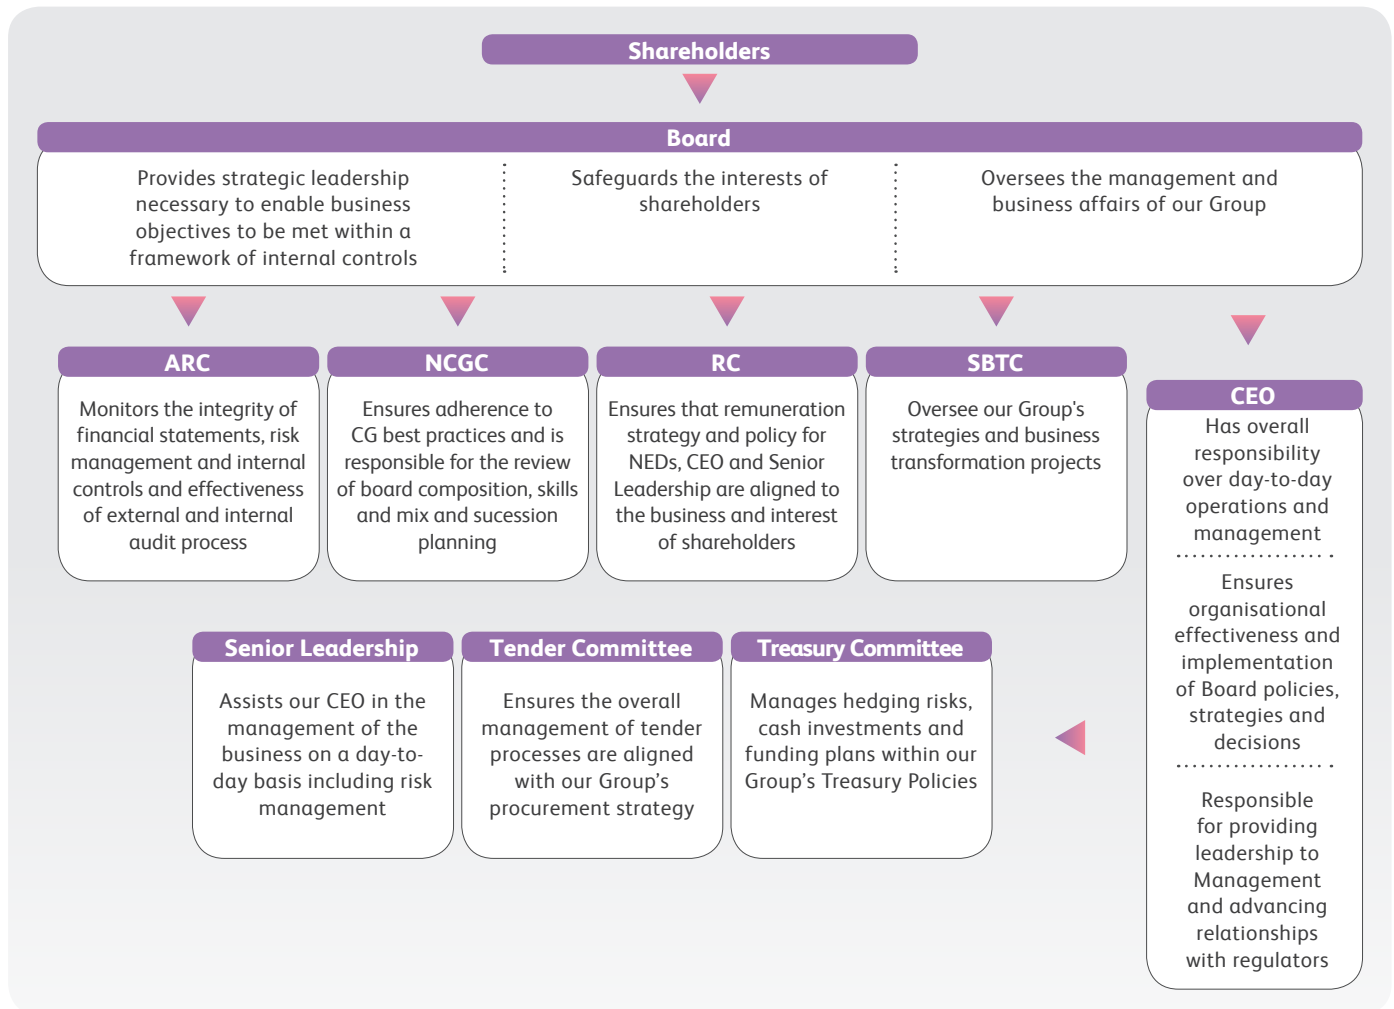 Shareholders
Board
Provides strategic leadership
necessary to enable business
objectives to be met within a
framework of internal controls
Safeguards the interests of
shareholders
Oversees the management and
business affairs of our Group
ARC
Monitors the integrity of
financial statements, risk
management and internal
controls and effectiveness
of external and internal
audit process
NCGC
Ensures adherence to
CG best practices and is
responsible for the review
of board composition, skills
and mix and sucession
planning
RC
Ensures that remuneration
strategy and policy for
NEDs, CEO and Senior
Leadership are aligned to
the business and interest
of shareholders
SBTC
Oversee our Group's
strategies and business
transformation projects
CEO
Has overall
responsibility
over day-to-day
operations and
management
Ensures
organisational
effectiveness and
implementation
of Board policies,
strategies and
decisions
Responsible
for providing
leadership to
Management
and advancing
relationships
with regulators
Senior Leadership
Assists our CEO in the
management of the
business on a day-to-
day basis including risk
management
Tender Committee
Ensures the overall
management of tender
processes are aligned
with our Group’s
procurement strategy
Treasury Committee
Manages hedging risks,
cash investments and
funding plans within our
Group’s Treasury Policies